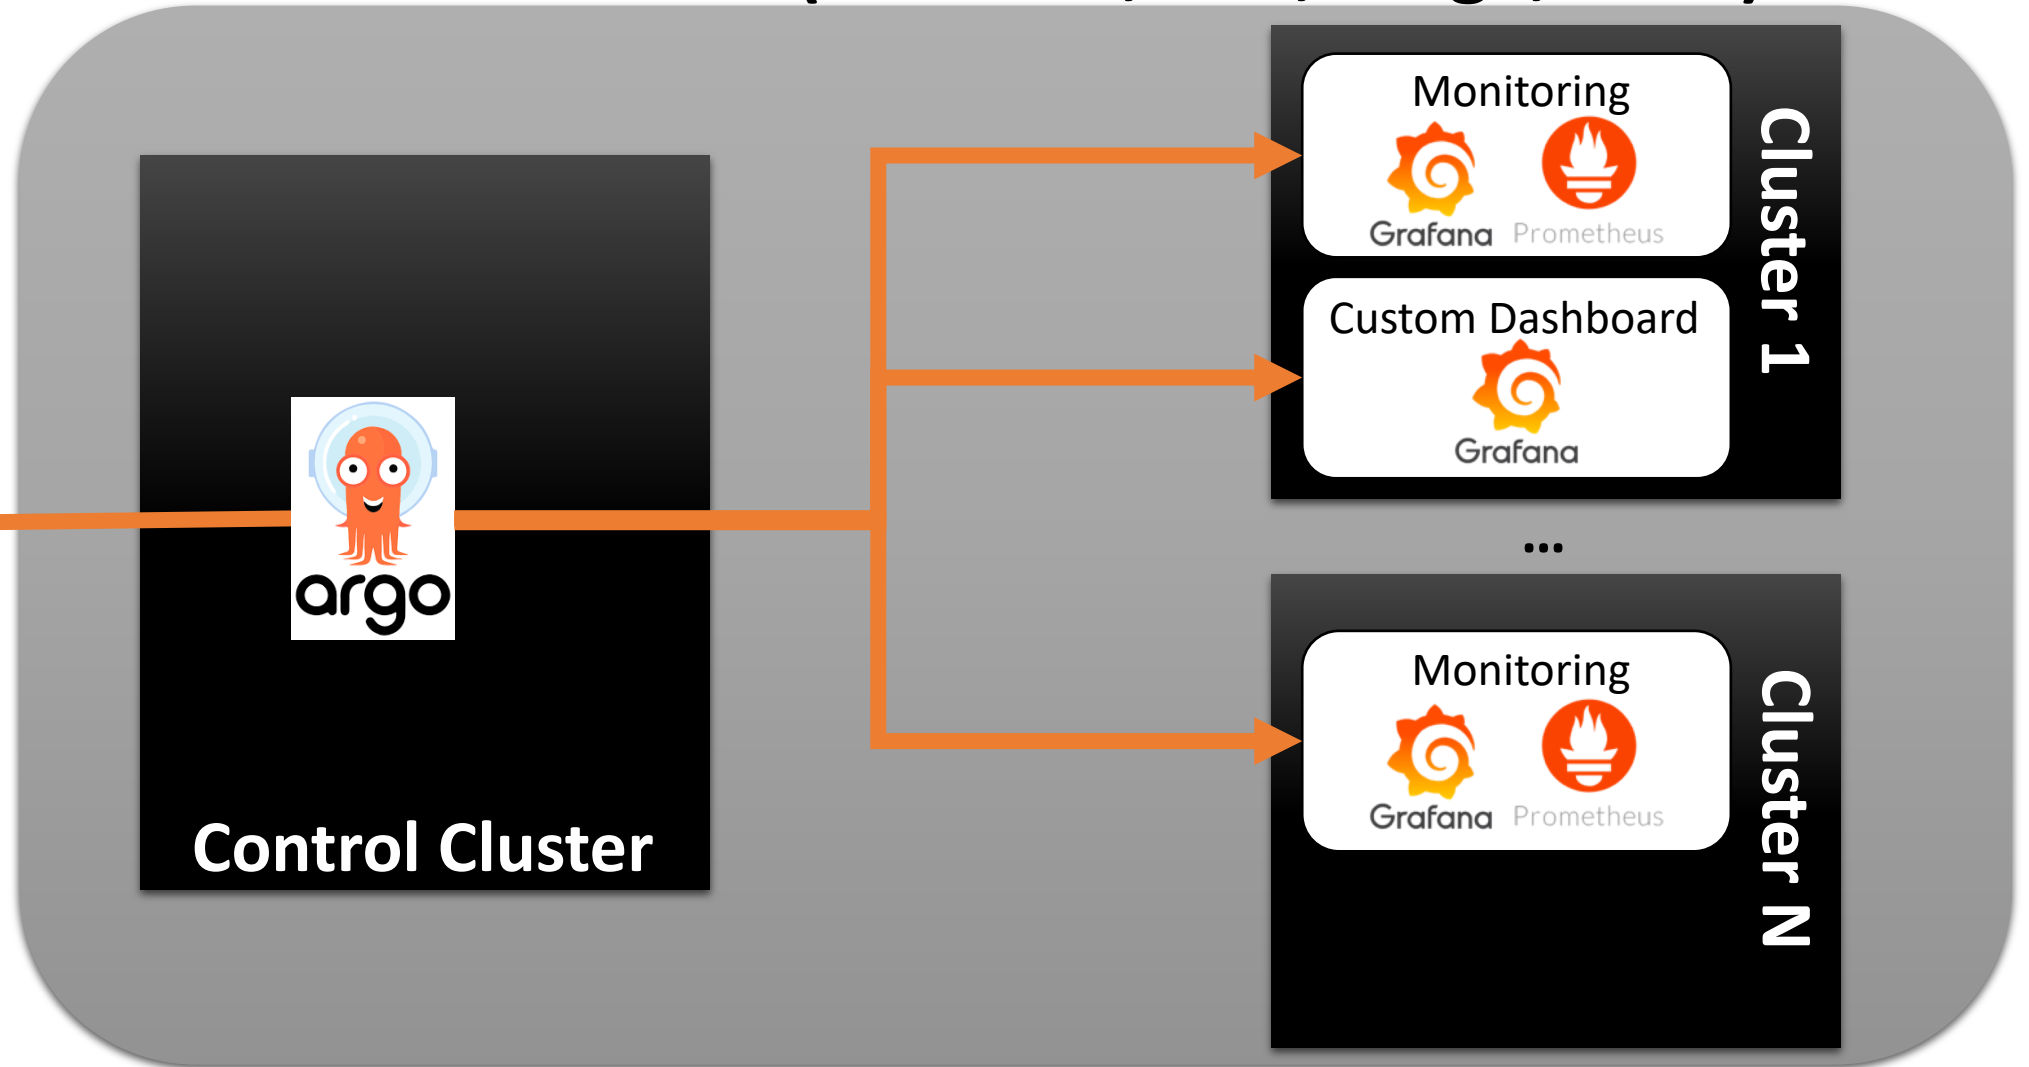 argo
Control Cluster
Monitoring
Grafana Prometheus
Custom Dashboard
Grafana
Cluster 1
...
Monitoring
Grafana Prometheus
Cluster N